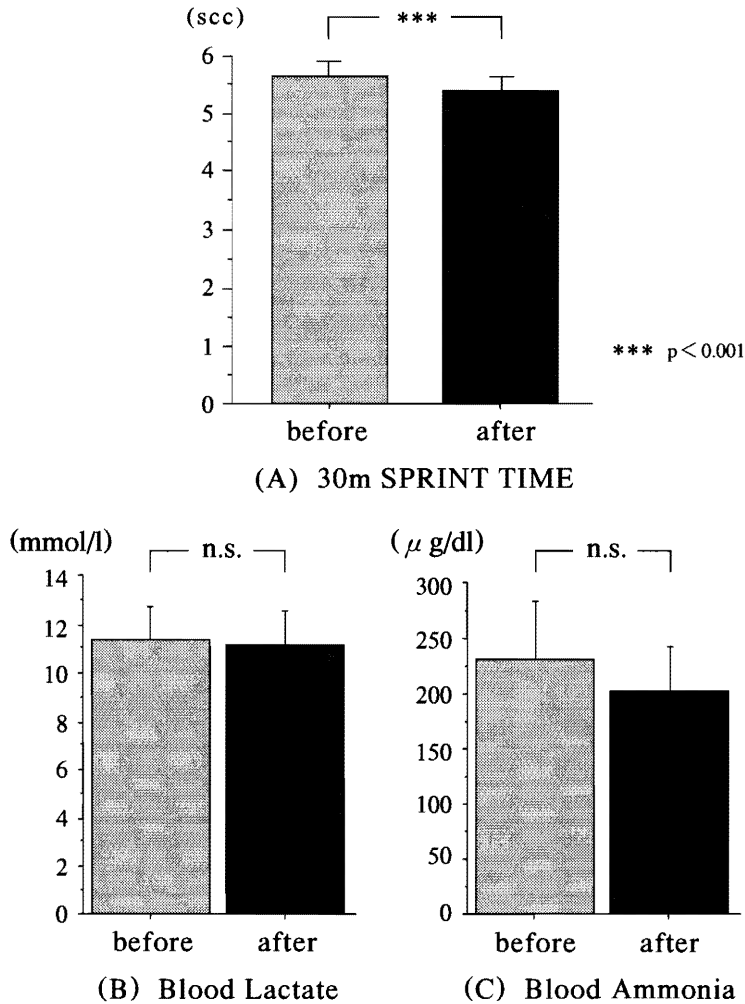 (scc)
***
6
5
4
3
2
1
0
*** p<0.001
before after
(A) 30m SPRINT TIME
(mmol/l)
n.s.
14
12
10
8
6
4
2
0
before after
(B) Blood Lactate
(μ g/dl)
n.s.
300
250
200
150
100
50
0
before after
(C) Blood Ammonia